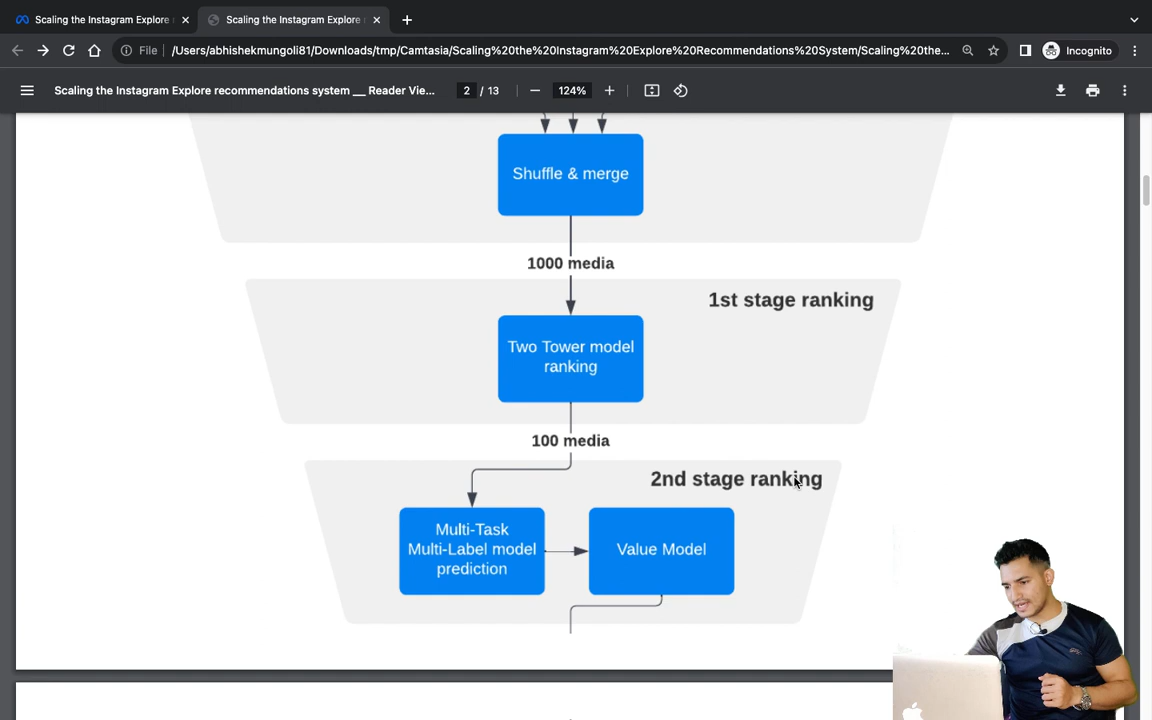 Scaling the Instagram Explore
Scaling the Instagram Explore
File
/Users/abhishekmungoli81/Downloads/tmp/Camtasia/Scaling%20the%20Instagram%20Explore%20Recommendations%20System/Scaling%20the...
Incognito
Scaling the Instagram Explore recommendations system __ Reader Vie...
2 / 13
124%
Shuffle & merge
1000 media
1st stage ranking
Two Tower model
ranking
100 media
2nd stage ranking
Multi-Task
Multi-Label model
prediction
Value Model